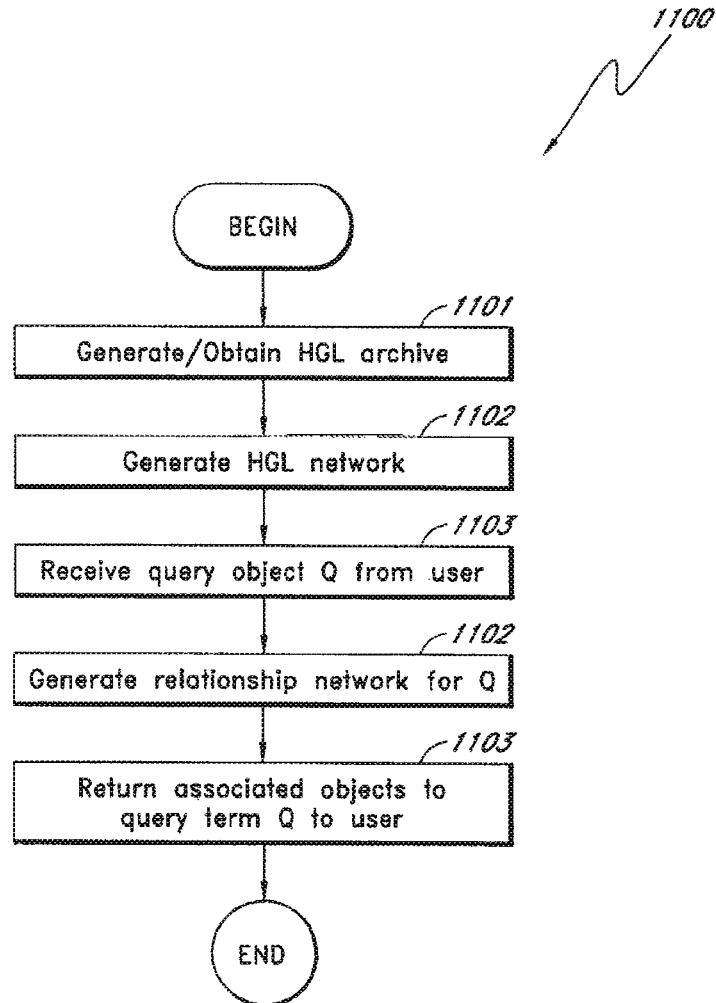 1100
BEGIN
1101
Generate/Obtain HGL archive
1102
Generate HGL network
1103
Receive query object Q from user
1102
Generate relationship network for Q
1103
Return associated objects to
query term Q to user
END